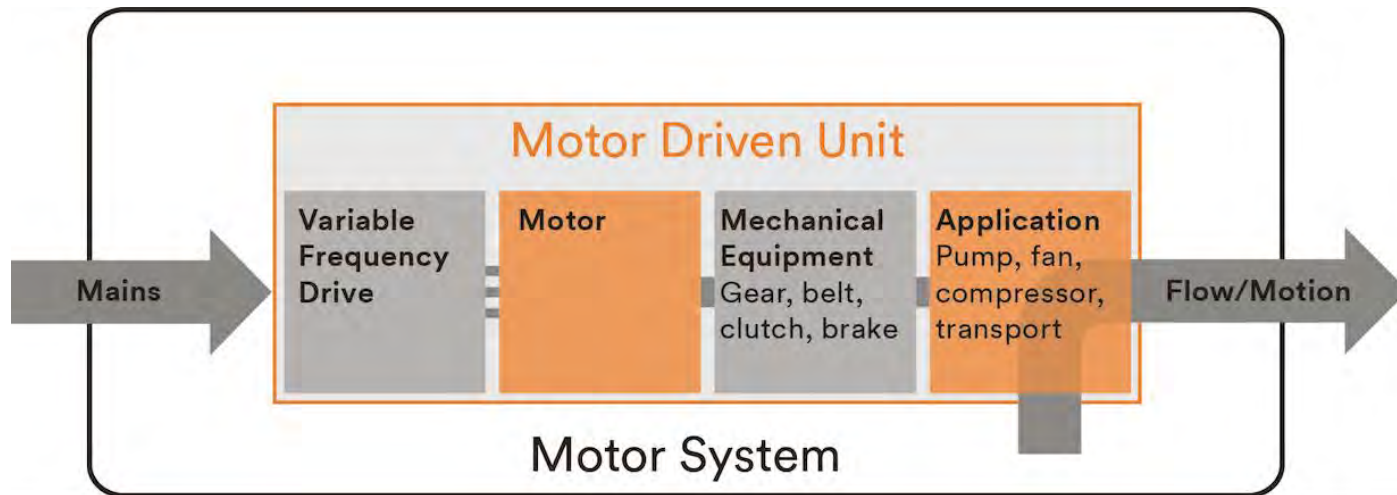 Motor Driven Unit
Mains
Variable
Frequency
Drive
Motor
Mechanical
Equipment
Gear, belt,
clutch, brake
Application
Pump, fan,
compressor,
transport
Flow/Motion
Motor System